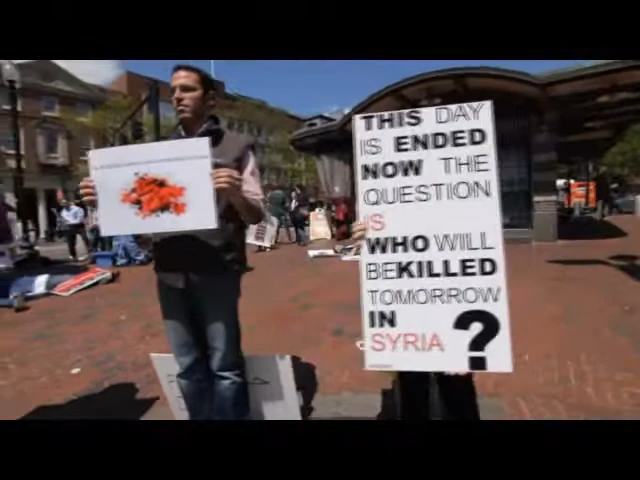 THIS DAY
IS ENDED
NOW THE
QUESTION
IS
WHO WILL
BE KILLED
TOMORROW
IN
SYRIA ?